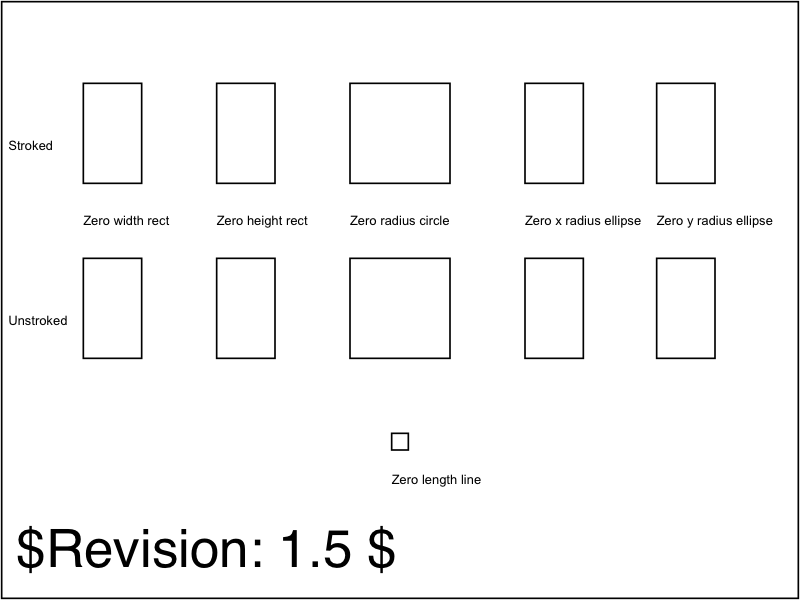 Stroked
Zero width rect
Zero height rect
Zero radius circle
Zero x radius ellipse
Zero y radius ellipse
Unstroked
Zero length line
$Revision: 1.5 $